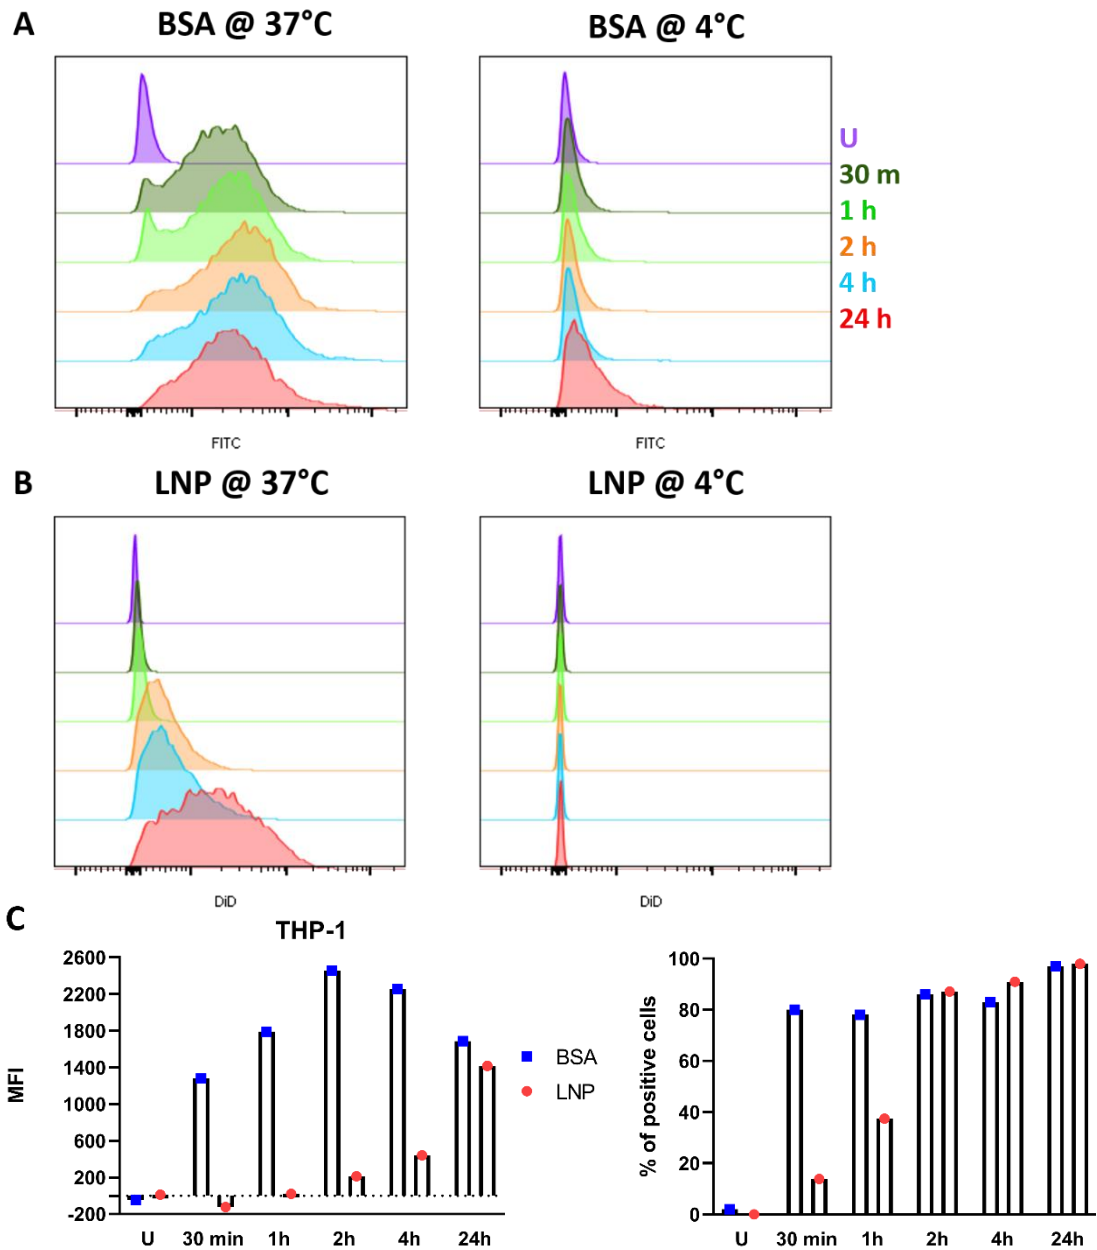 A
BSA @ 37°C
BSA @ 4°C
U
30 m
1 h
2 h
4 h
24 h
FITC
FITC
B
LNP @ 37°C
LNP @ 4°C
DiD
DiD
C
THP-1
2600
2200
1800
1400
1000
600
200
-200
MFI
U
30 min
1h
2h
4h
24h
BSA
LNP
100
80
60
40
20
0
% of positive cells
U
30 min
1h
2h
4h
24h